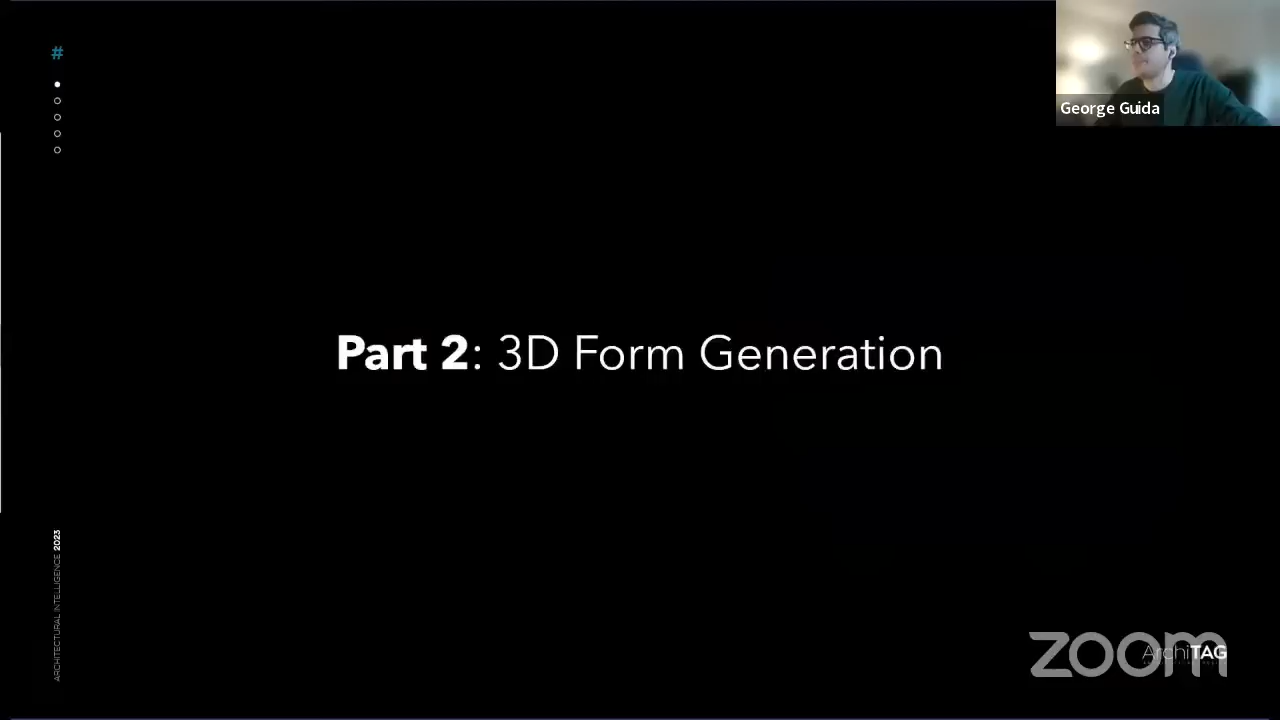 #
George Guida
Part 2: 3D Form Generation
ARCHITECTURAL INTELLIGENCE 2023
zoom
ArchiTAG